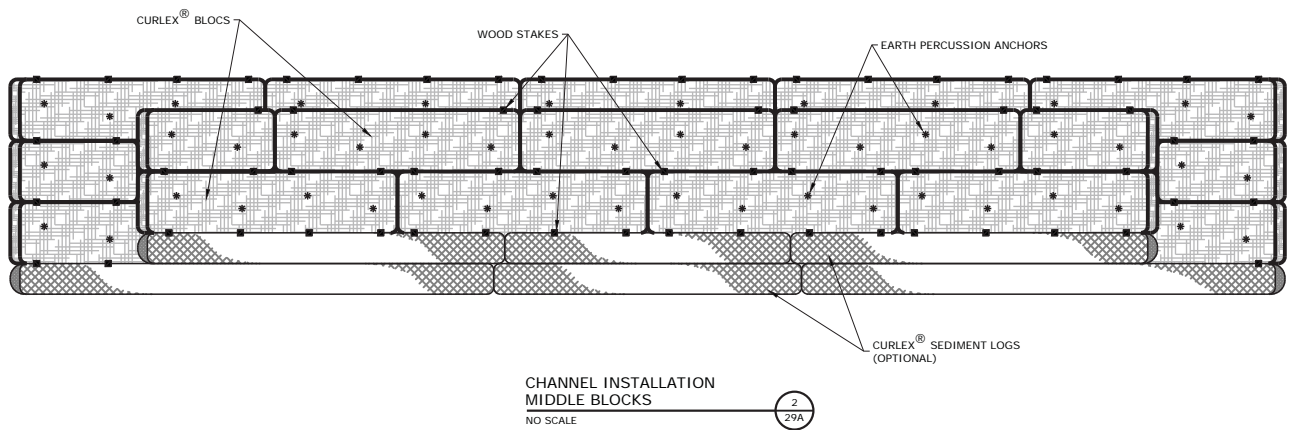 CURLEX® BLOCS
WOOD STAKES
EARTH PERCUSSION ANCHORS
CURLEX® SEDIMENT LOGS
(OPTIONAL)
CHANNEL INSTALLATION
MIDDLE BLOCKS
NO SCALE
2
29A